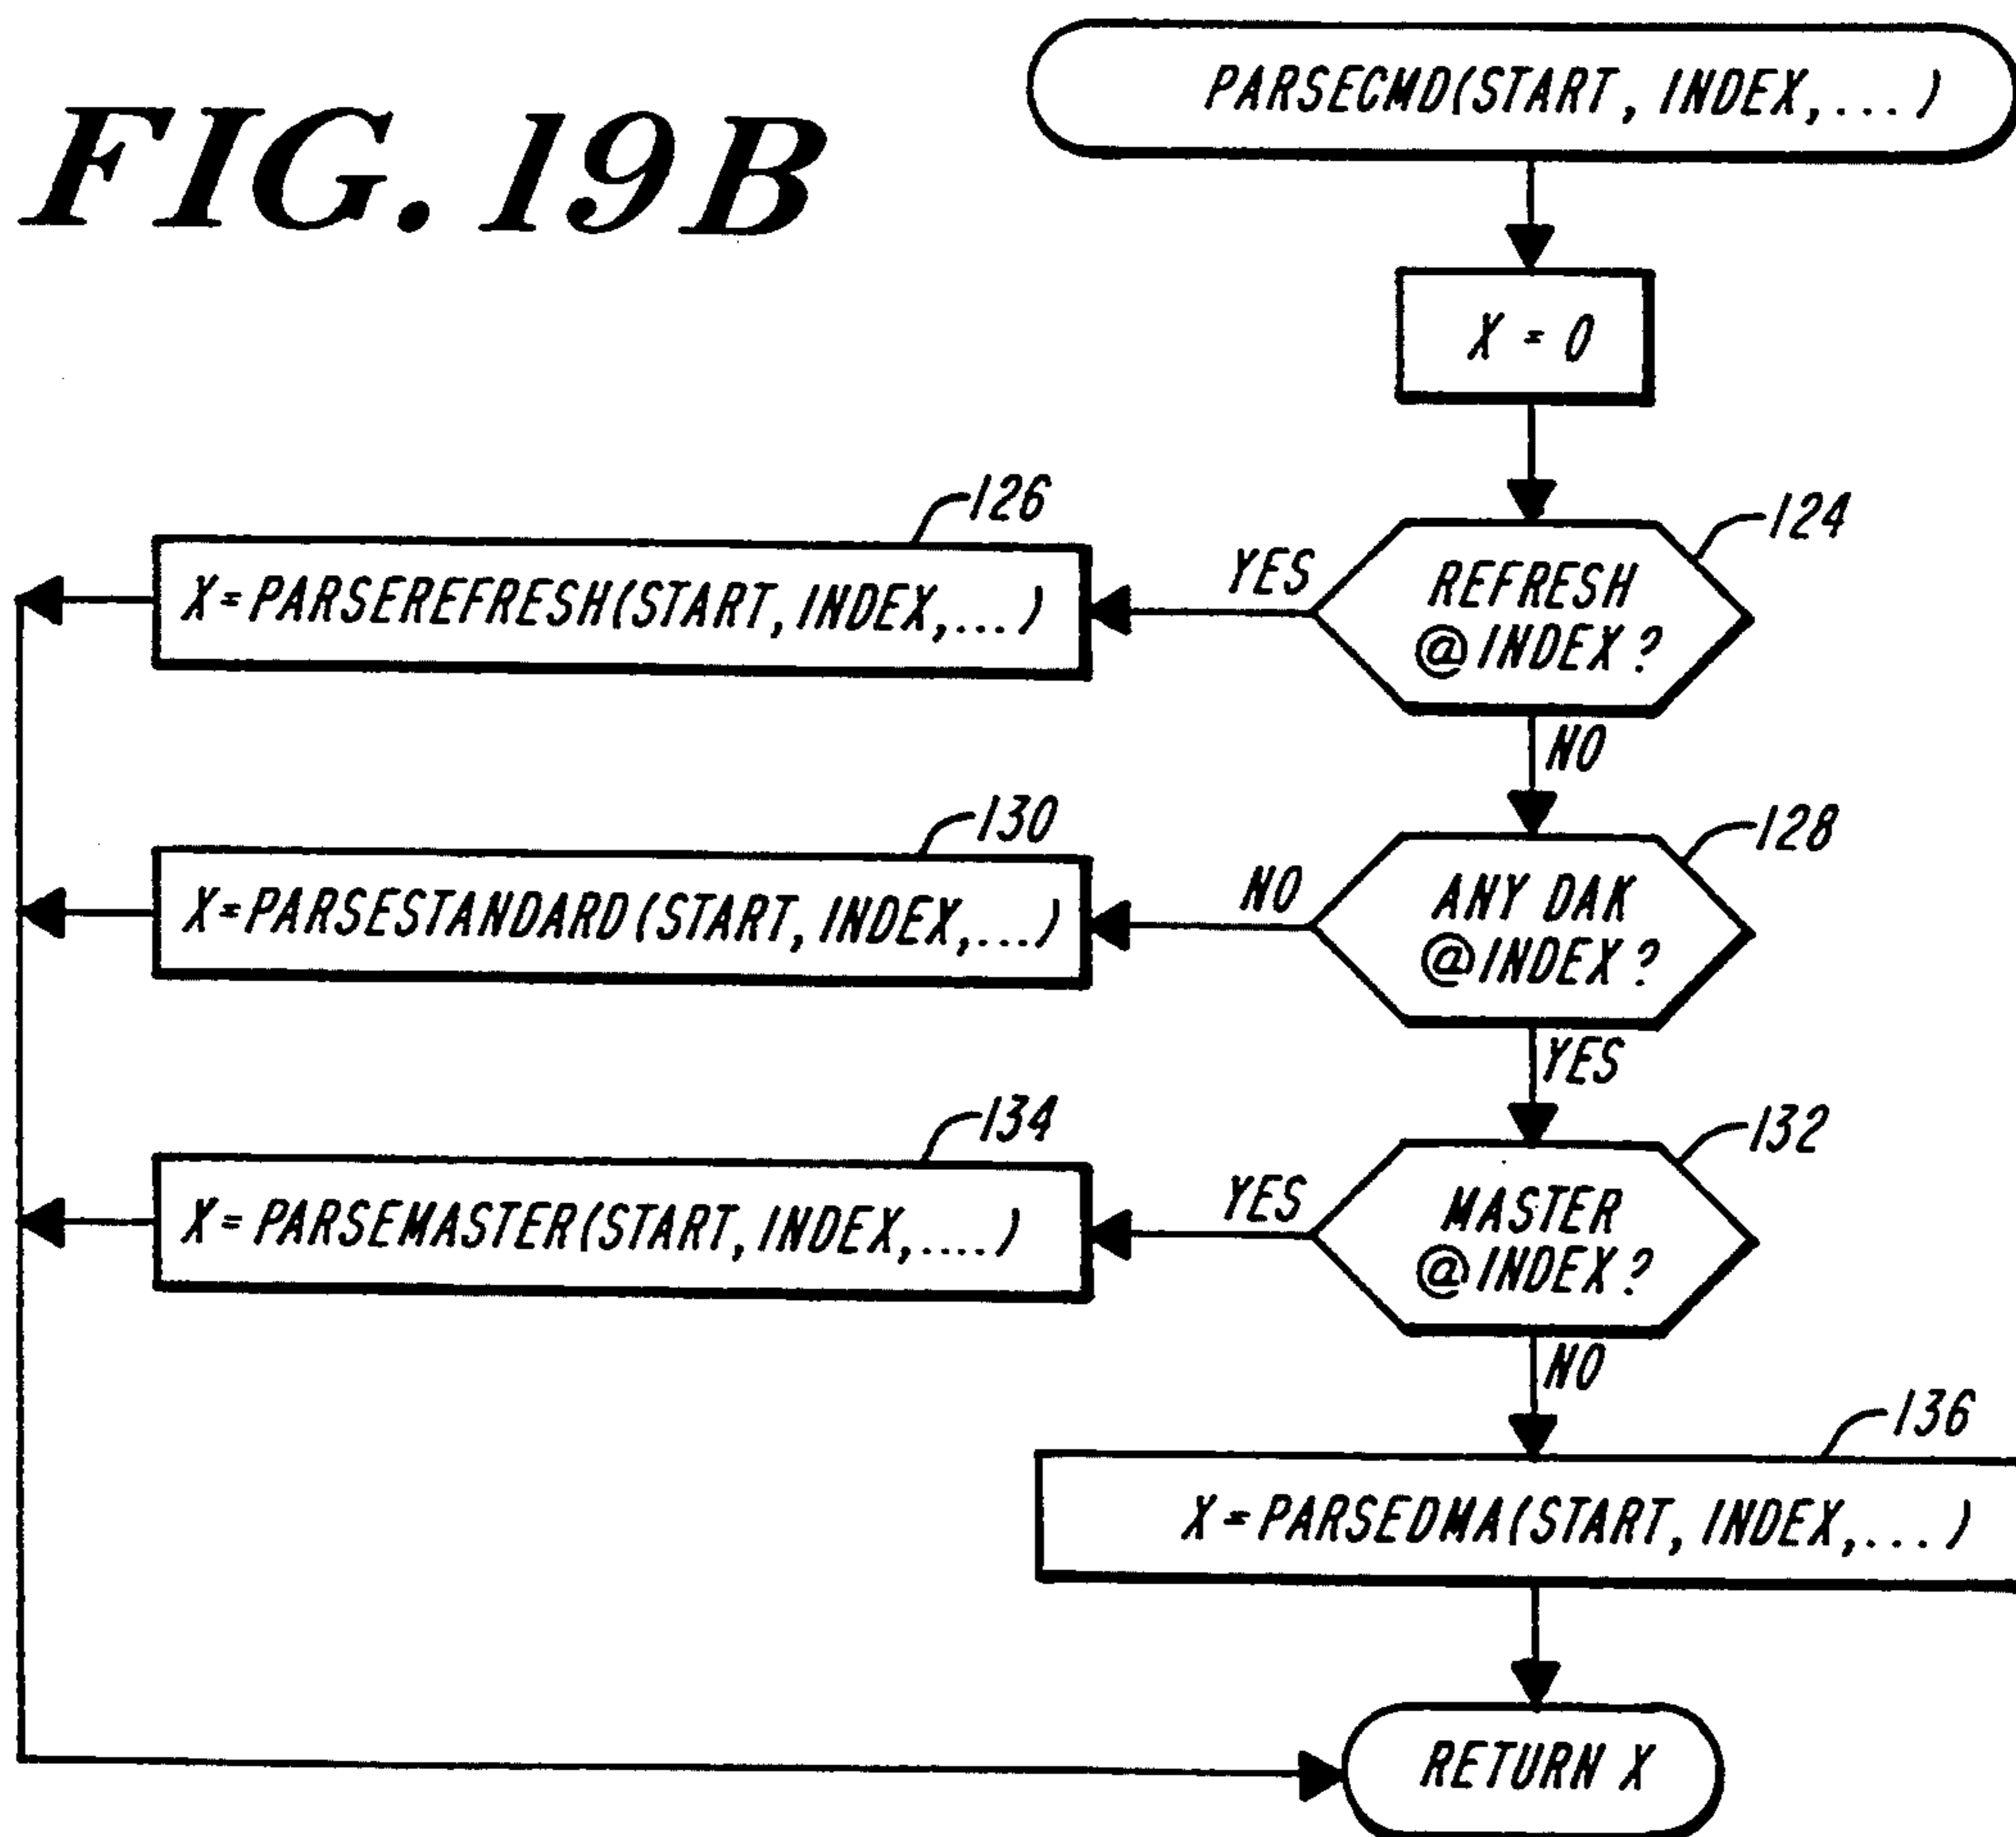 FIG. 19B
PARSECMD(START, INDEX,...)
X = 0
126
124
X=PARSEREFRESH(START, INDEX,...)
YES
REFRESH
@INDEX?
NO
130
128
X=PARSESTANDARD(START, INDEX,...)
NO
ANY DAK
@INDEX?
YES
134
132
X=PARSEMASTER(START, INDEX,....)
YES
MASTER
@INDEX?
NO
136
X=PARSEDMA(START, INDEX,...)
RETURN X